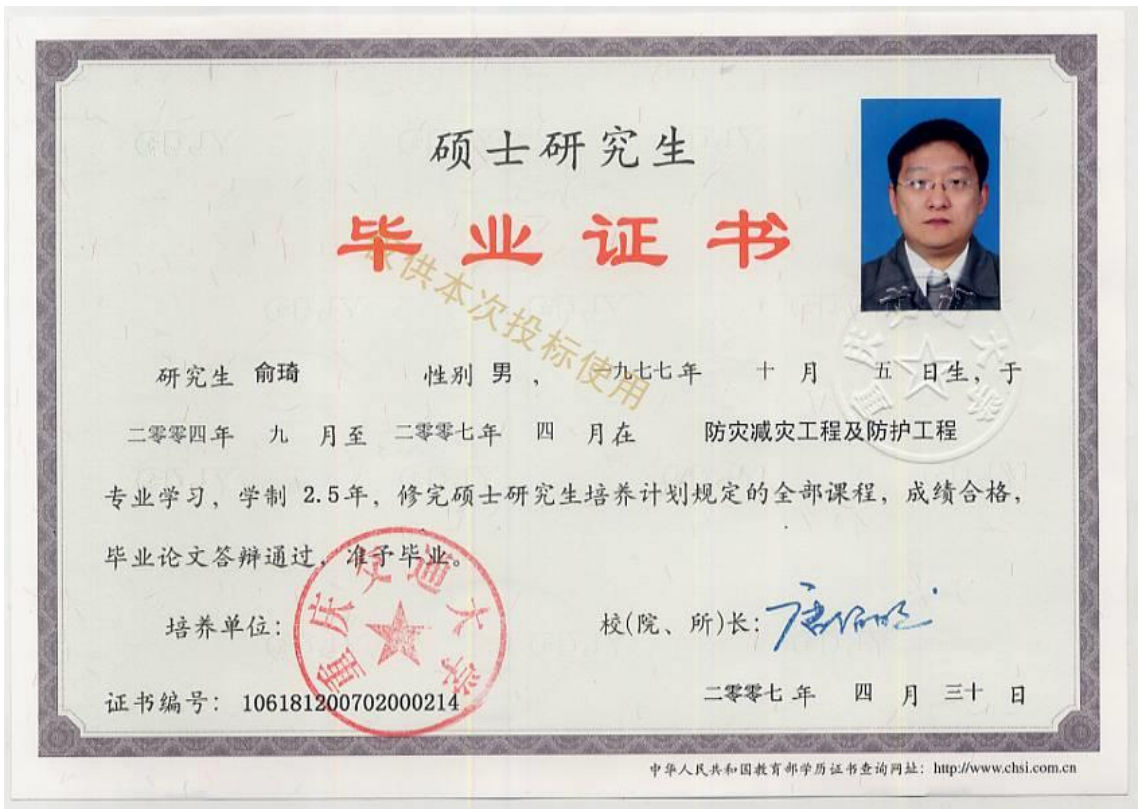 硕士研究生
毕业证书
仅供本次投标使用
研究生 俞琦 性别 男 , 一九七七年 十 月 五 日生, 于
二零零四年 九 月至 二零零七年 四 月在 防灾减灾工程及防护工程
专业学习, 学制 2.5年, 修完硕士研究生培养计划规定的全部课程, 成绩合格,
毕业论文答辩通过, 准予毕业。
重庆交通大学
培养单位: 校(院、所)长: 唐伯明
证书编号: 106181200702000214 二零零七年 四 月 三十 日
中华人民共和国教育部学历证书查询网址: http://www.chsi.com.cn